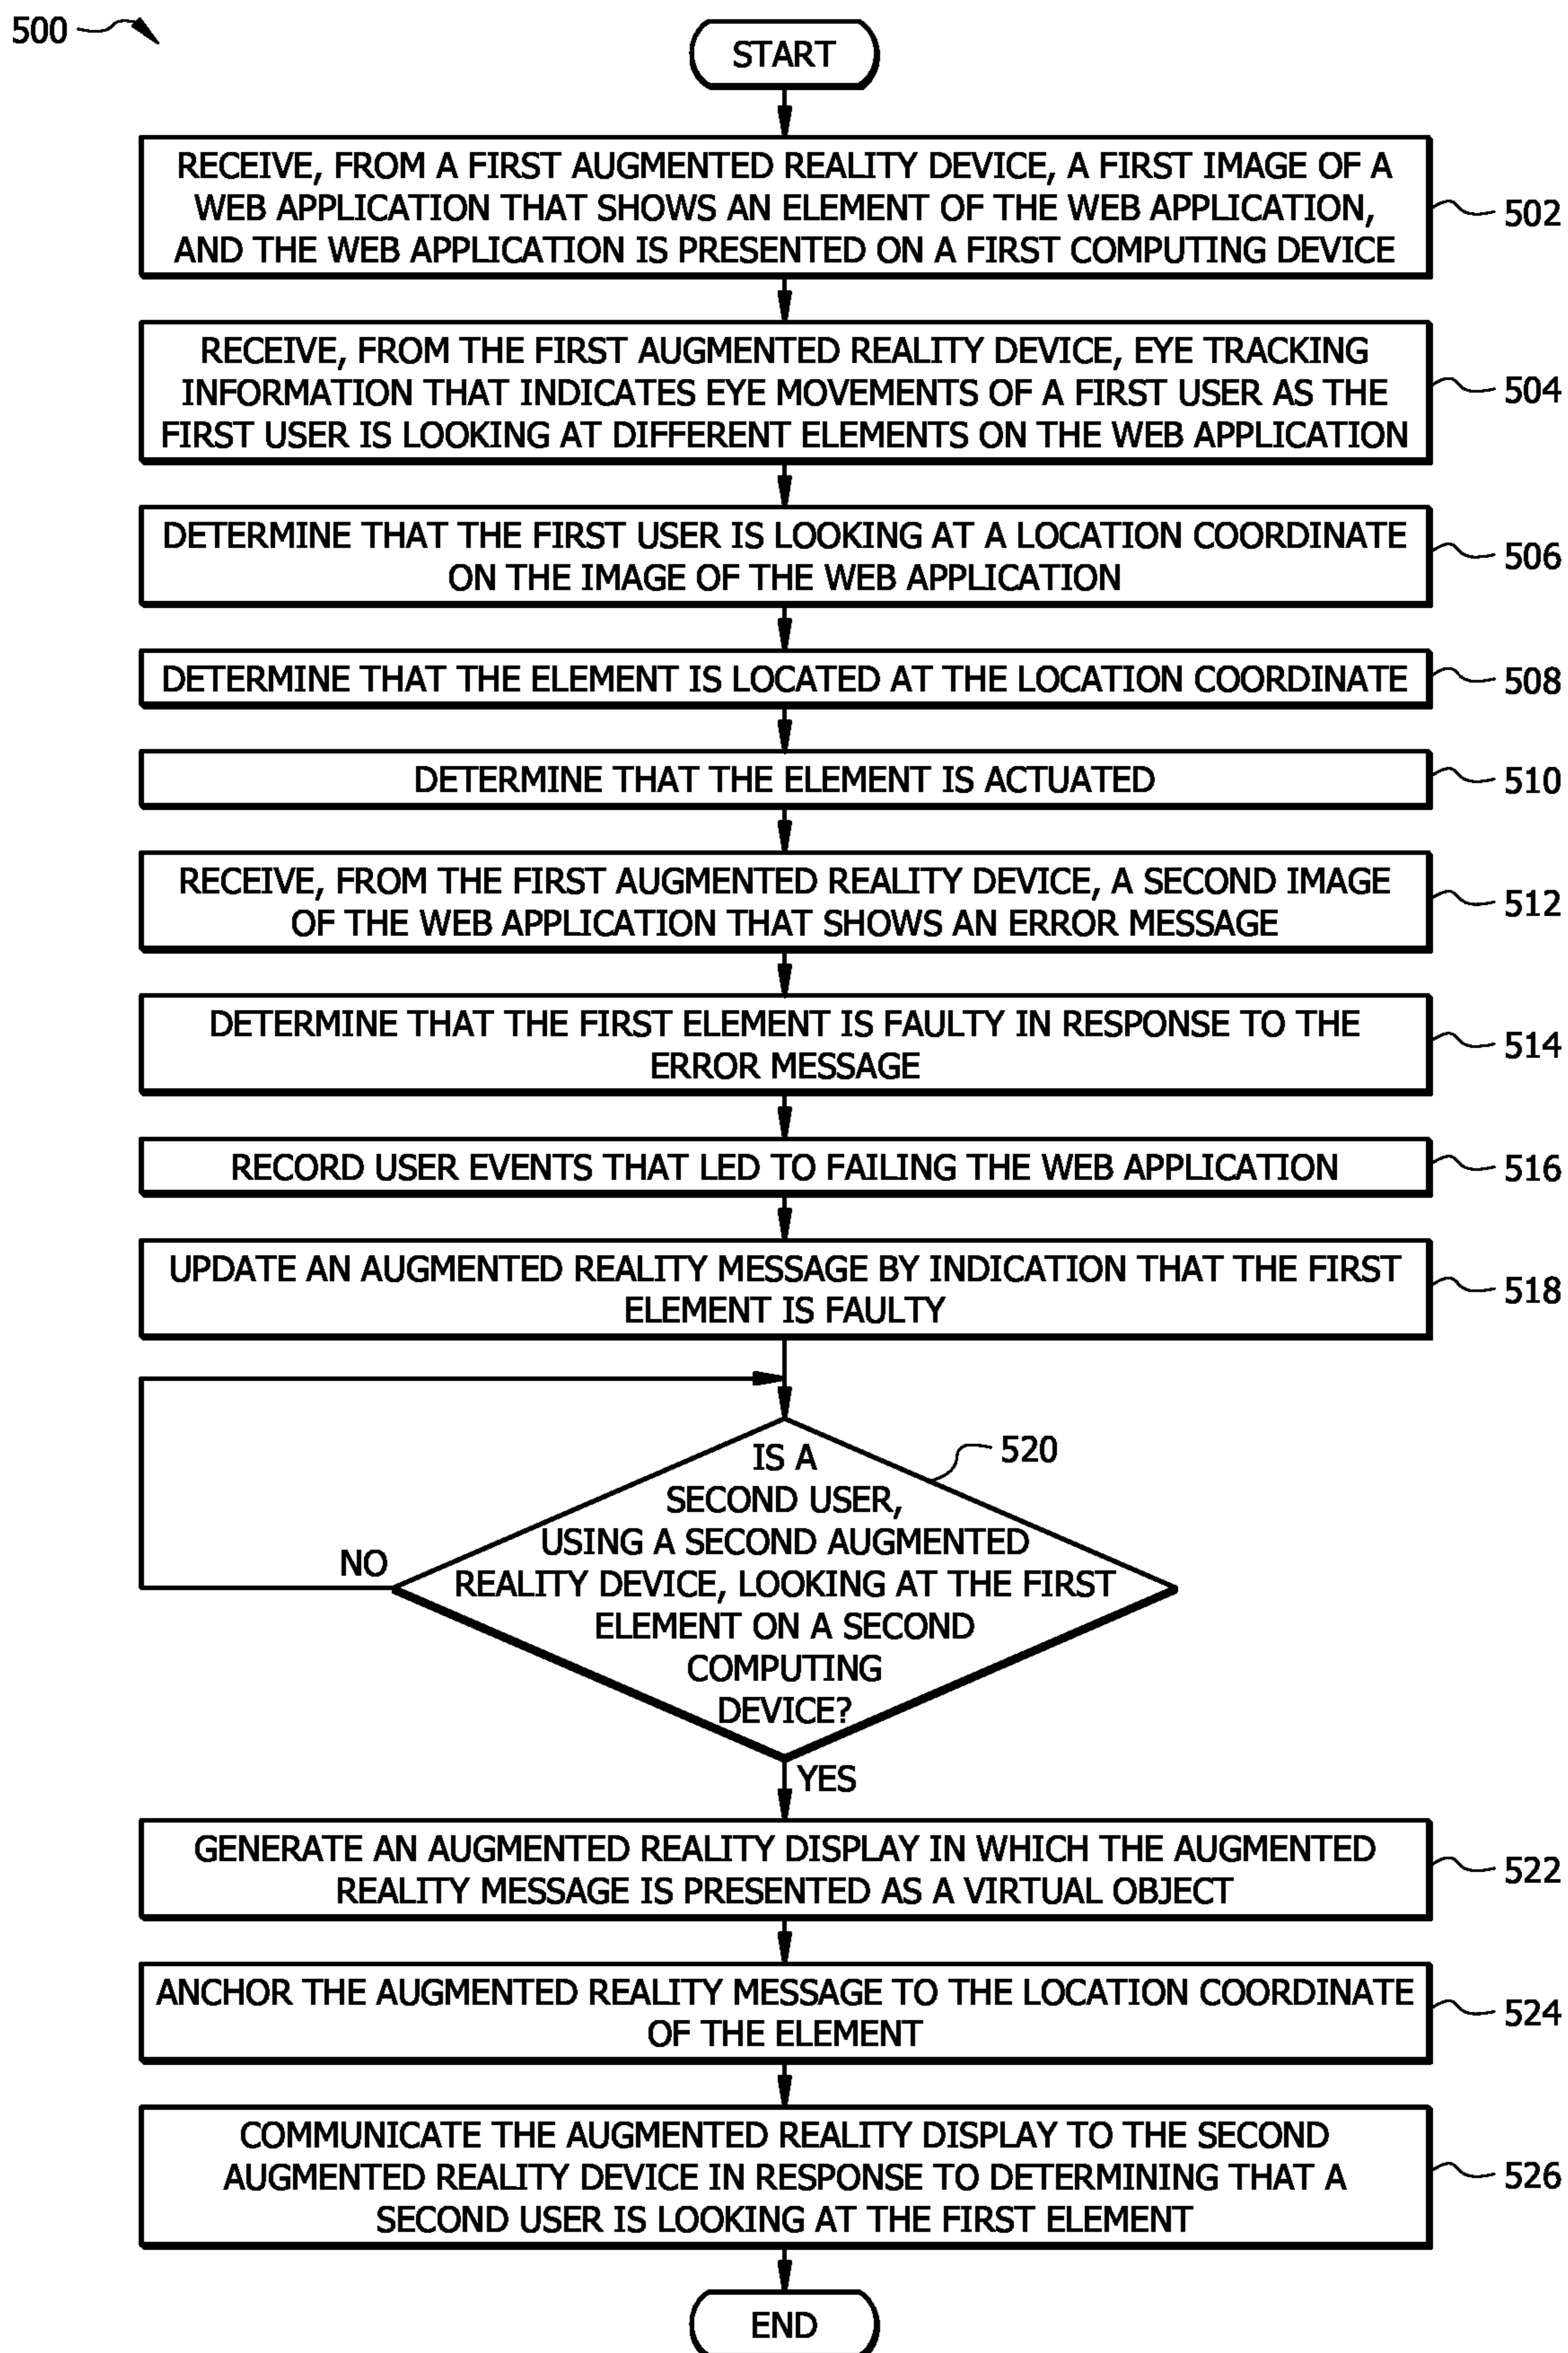 500
START
RECEIVE, FROM A FIRST AUGMENTED REALITY DEVICE, A FIRST IMAGE OF A
WEB APPLICATION THAT SHOWS AN ELEMENT OF THE WEB APPLICATION,
AND THE WEB APPLICATION IS PRESENTED ON A FIRST COMPUTING DEVICE
502
RECEIVE, FROM THE FIRST AUGMENTED REALITY DEVICE, EYE TRACKING
INFORMATION THAT INDICATES EYE MOVEMENTS OF A FIRST USER AS THE
FIRST USER IS LOOKING AT DIFFERENT ELEMENTS ON THE WEB APPLICATION
504
DETERMINE THAT THE FIRST USER IS LOOKING AT A LOCATION COORDINATE
ON THE IMAGE OF THE WEB APPLICATION
506
DETERMINE THAT THE ELEMENT IS LOCATED AT THE LOCATION COORDINATE
508
DETERMINE THAT THE ELEMENT IS ACTUATED
510
RECEIVE, FROM THE FIRST AUGMENTED REALITY DEVICE, A SECOND IMAGE
OF THE WEB APPLICATION THAT SHOWS AN ERROR MESSAGE
512
DETERMINE THAT THE FIRST ELEMENT IS FAULTY IN RESPONSE TO THE
ERROR MESSAGE
514
RECORD USER EVENTS THAT LED TO FAILING THE WEB APPLICATION
516
UPDATE AN AUGMENTED REALITY MESSAGE BY INDICATION THAT THE FIRST
ELEMENT IS FAULTY
518
IS A
SECOND USER,
USING A SECOND AUGMENTED
REALITY DEVICE, LOOKING AT THE FIRST
ELEMENT ON A SECOND
COMPUTING
DEVICE?
520
NO
YES
GENERATE AN AUGMENTED REALITY DISPLAY IN WHICH THE AUGMENTED
REALITY MESSAGE IS PRESENTED AS A VIRTUAL OBJECT
522
ANCHOR THE AUGMENTED REALITY MESSAGE TO THE LOCATION COORDINATE
OF THE ELEMENT
524
COMMUNICATE THE AUGMENTED REALITY DISPLAY TO THE SECOND
AUGMENTED REALITY DEVICE IN RESPONSE TO DETERMINING THAT A
SECOND USER IS LOOKING AT THE FIRST ELEMENT
526
END